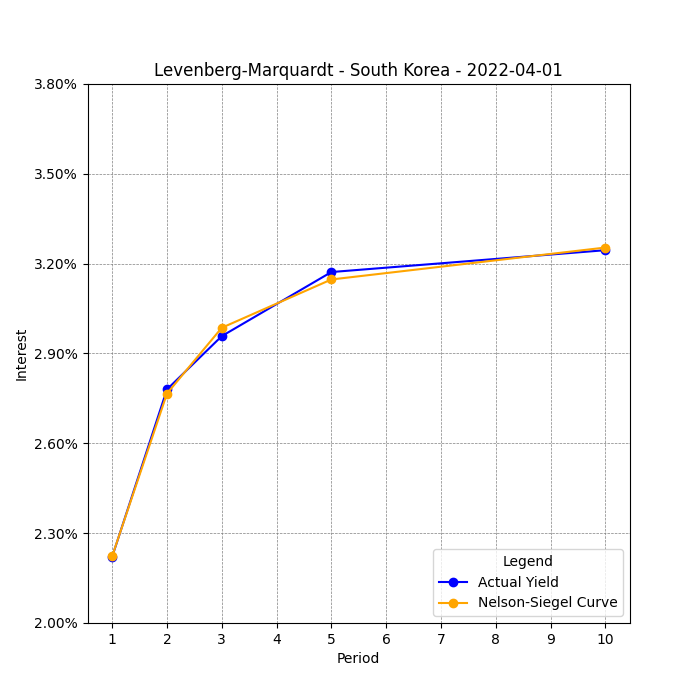 Levenberg-Marquardt - South Korea - 2022-04-01
3.80%
3.50%
3.20%
2.90%
2.60%
2.30%
2.00%
Interest
1 2 3 4 5 6 7 8 9 10
Period
Legend
Actual Yield
Nelson-Siegel Curve